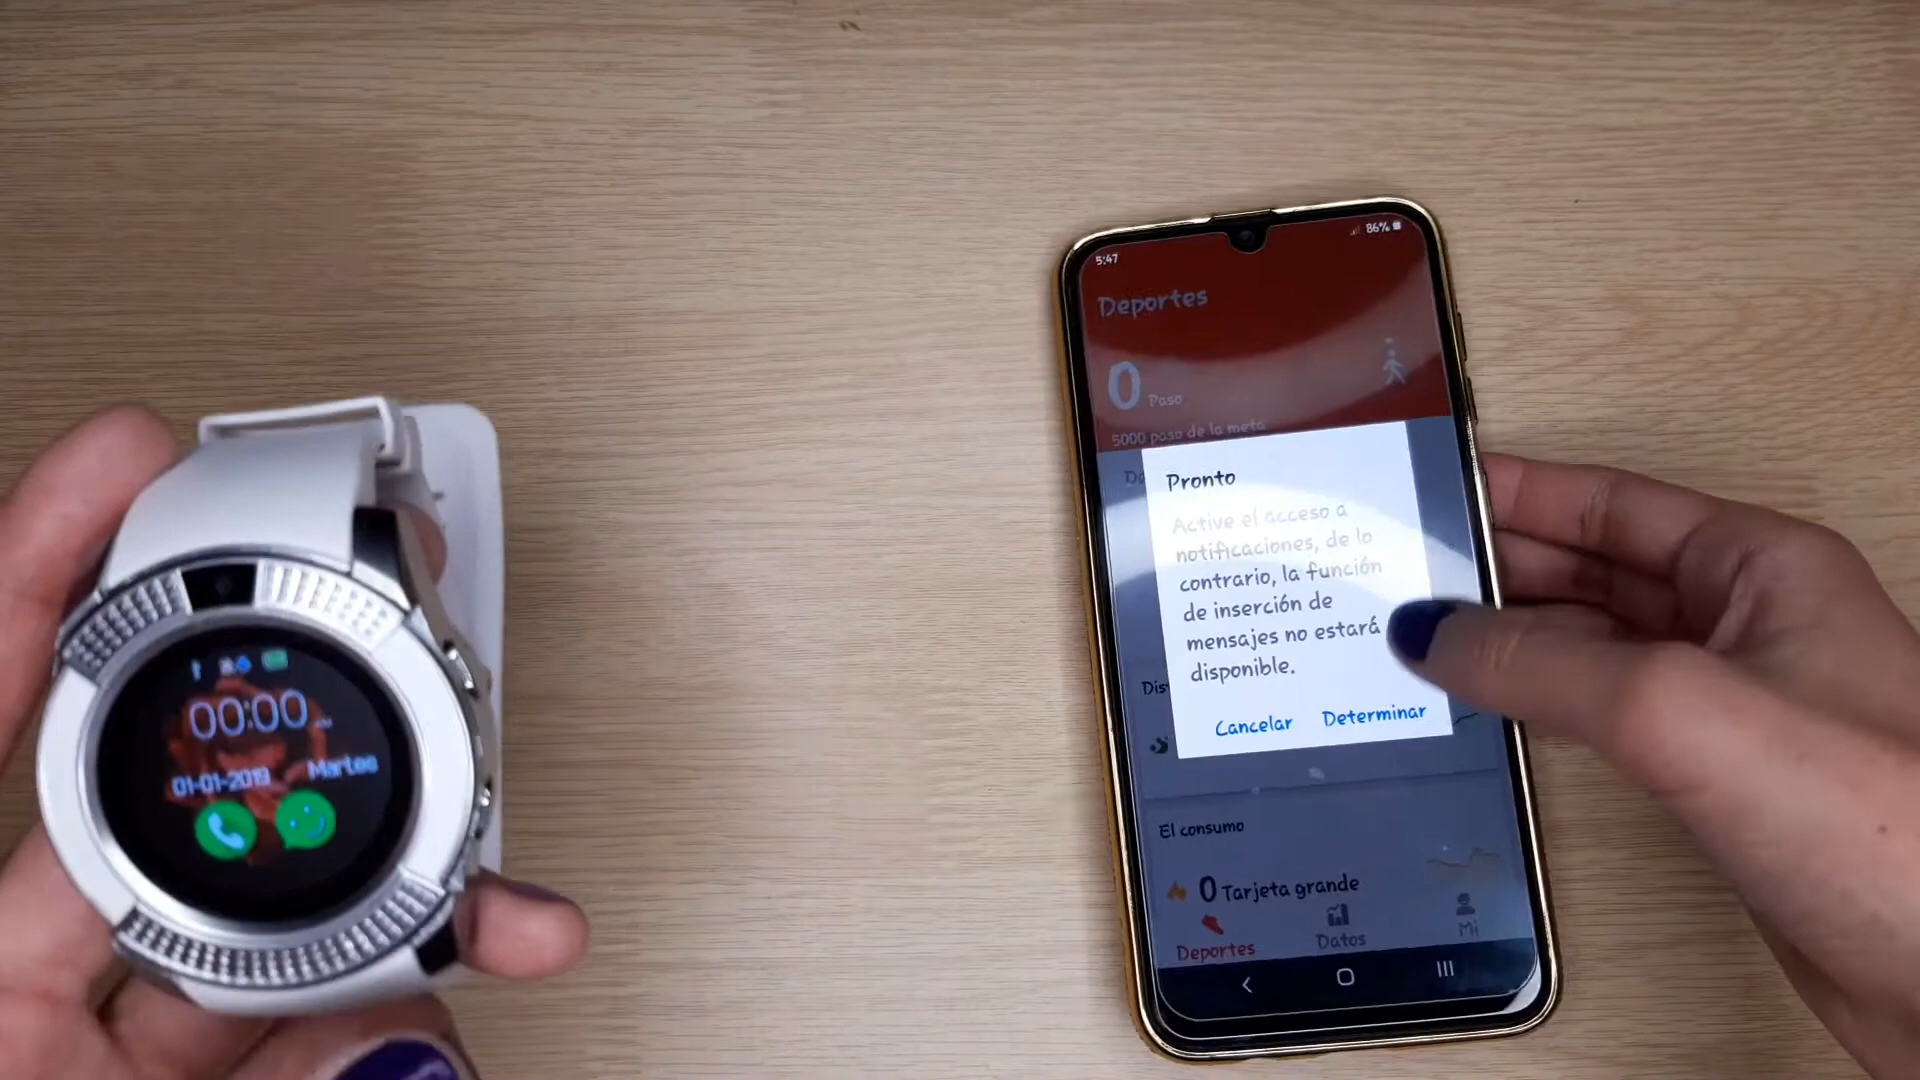 00:00
01-01-2019 Martes
5:47 86%
Deportes
0 Paso
5000 paso de la meta
Pronto
Active el acceso a
notificaciones, de lo
contrario, la función
de inserción de
mensajes no estará
disponible.
Cancelar Determinar
El consumo
0 Tarjeta grande
Deportes Datos Mi